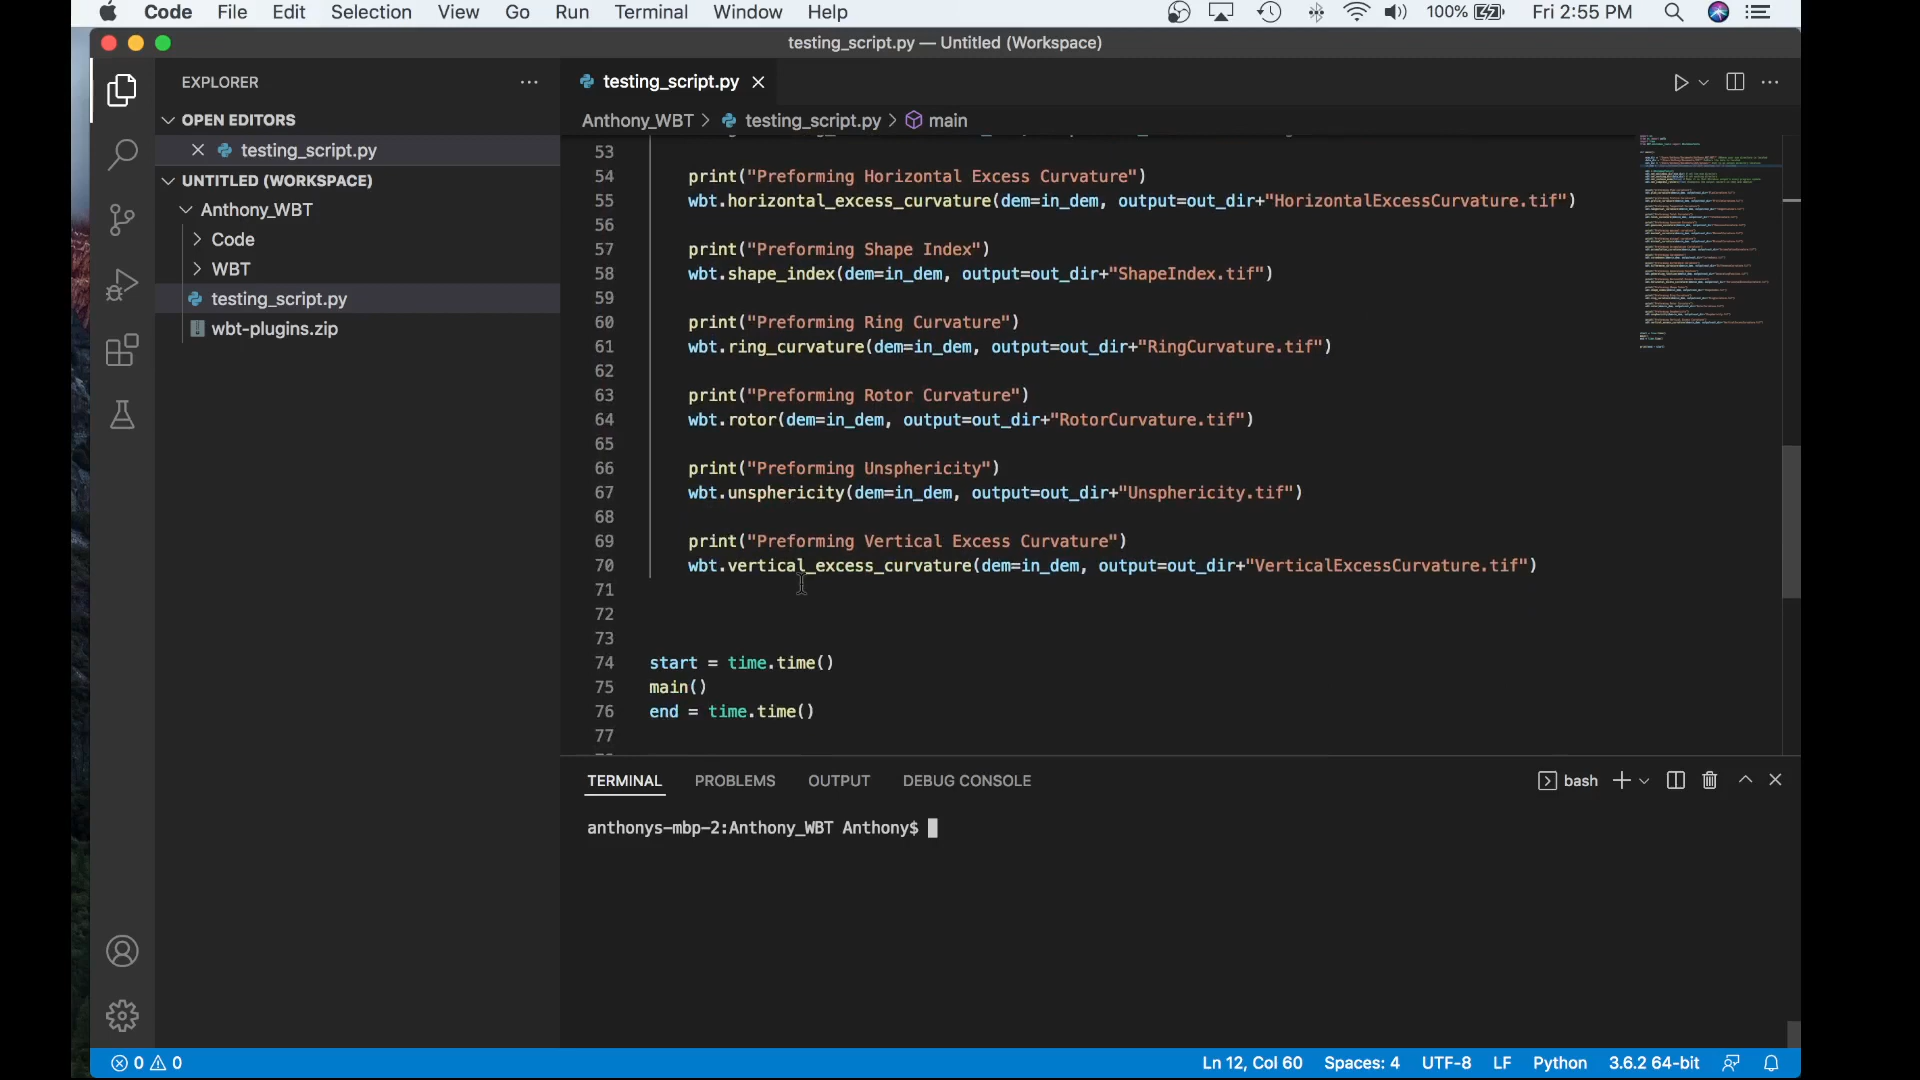 Code File Edit Selection View Go Run Terminal Window Help 100% Fri 2:55 PM
testing_script.py — Untitled (Workspace)
EXPLORER
testing_script.py
OPEN EDITORS
Anthony_WBT > testing_script.py > main
testing_script.py
UNTITLED (WORKSPACE)
Anthony_WBT
Code
WBT
testing_script.py
wbt-plugins.zip
53
54 print("Preforming Horizontal Excess Curvature")
55 wbt.horizontal_excess_curvature(dem=in_dem, output=out_dir+"HorizontalExcessCurvature.tif")
56
57 print("Preforming Shape Index")
58 wbt.shape_index(dem=in_dem, output=out_dir+"ShapeIndex.tif")
59
60 print("Preforming Ring Curvature")
61 wbt.ring_curvature(dem=in_dem, output=out_dir+"RingCurvature.tif")
62
63 print("Preforming Rotor Curvature")
64 wbt.rotor(dem=in_dem, output=out_dir+"RotorCurvature.tif")
65
66 print("Preforming Unsphericity")
67 wbt.unsphericity(dem=in_dem, output=out_dir+"Unsphericity.tif")
68
69 print("Preforming Vertical Excess Curvature")
70 wbt.vertical_excess_curvature(dem=in_dem, output=out_dir+"VerticalExcessCurvature.tif")
71
72
73
74 start = time.time()
75 main()
76 end = time.time()
77
TERMINAL PROBLEMS OUTPUT DEBUG CONSOLE bash
anthonys-mbp-2:Anthony_WBT Anthony$
0 0 Ln 12, Col 60 Spaces: 4 UTF-8 LF Python 3.6.2 64-bit